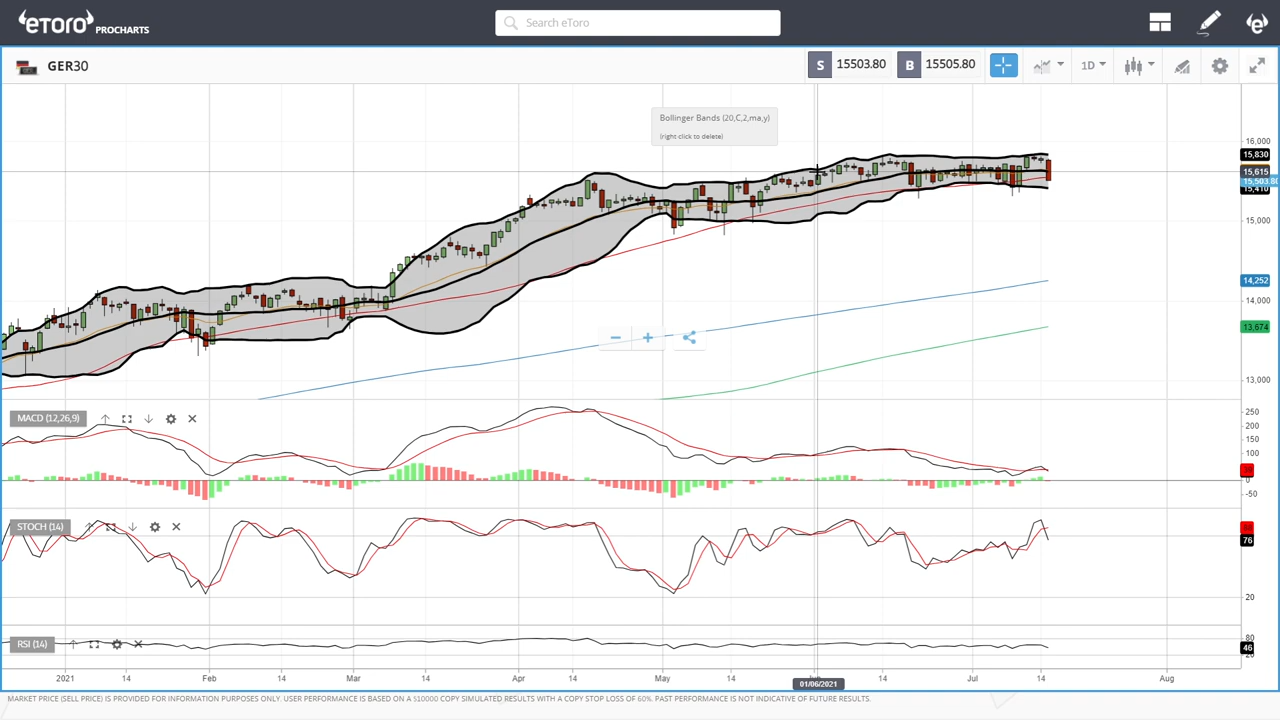 eToro PROCHARTS
Search eToro
GER30
S 15503.80 B 15505.80
1D
Bollinger Bands (20,C,2,ma,y)
(right click to delete)
16,000
15,830
15,615
15,503.80
15,410
15,000
14,252
14,000
13,674
13,000
MACD (12,26,9)
250
200
150
100
0
-50
STOCH (14)
76
20
RSI (14)
80
46
20
2021 14 Feb 14 Mar 14 Apr 14 May 14 14 Jul 14 Aug
01/06/2021
MARKET PRICE (SELL PRICE) IS PROVIDED FOR INFORMATION PURPOSES ONLY. USER PERFORMANCE IS BASED ON A $10000 COPY SIMULATED RESULTS WITH A COPY STOP LOSS OF 60%. PAST PERFORMANCE IS NOT INDICATIVE OF FUTURE RESULTS.